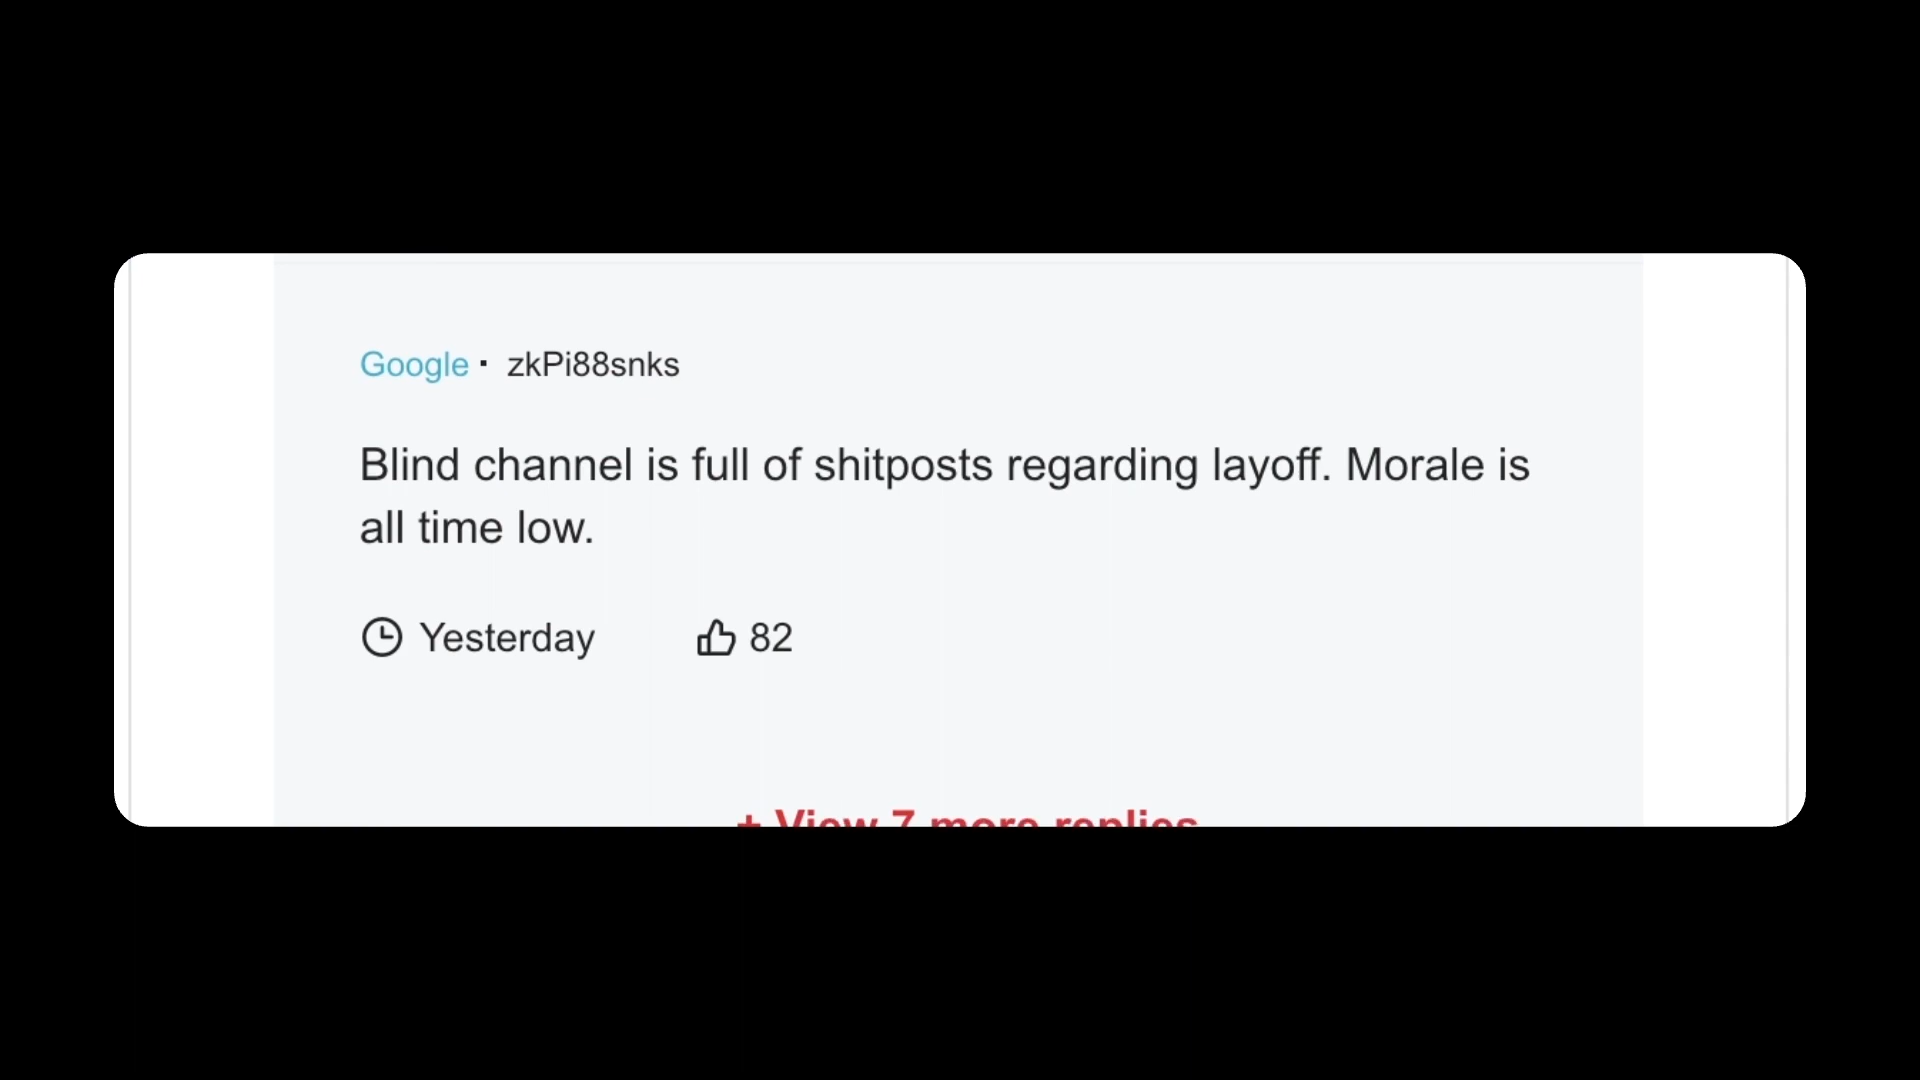 Google · zkPi88snks
Blind channel is full of shitposts regarding layoff. Morale is
all time low.
Yesterday 82
+ View 7 more replies